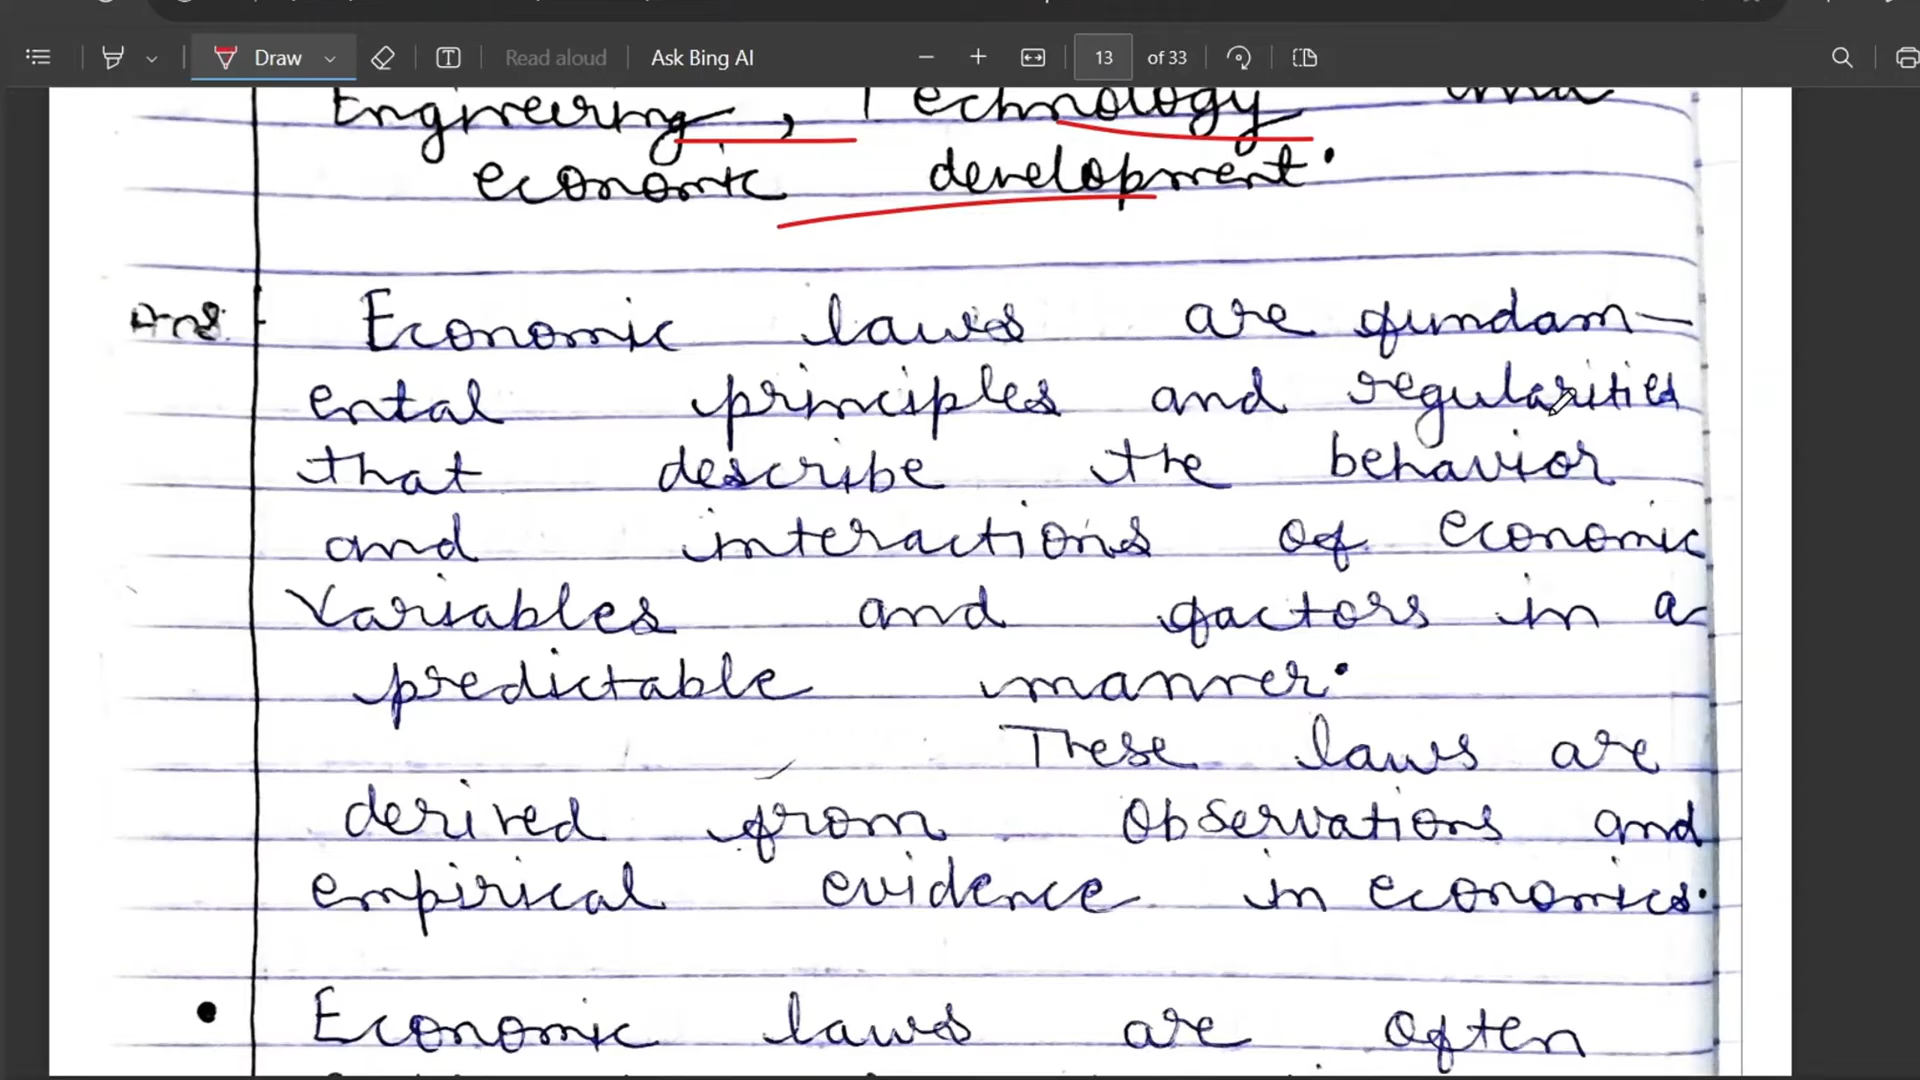 Draw
Read aloud
Ask Bing AI
13 of 33
Engineering, Technology and
economic development.
Ans.
Economic laws are fundam-
ental principles and regularities
that describe the behavior
and interactions of economic
Variables and factors in a
predictable manner.
These laws are
derived from observations and
empirical evidence in economics.
• Economic laws are often